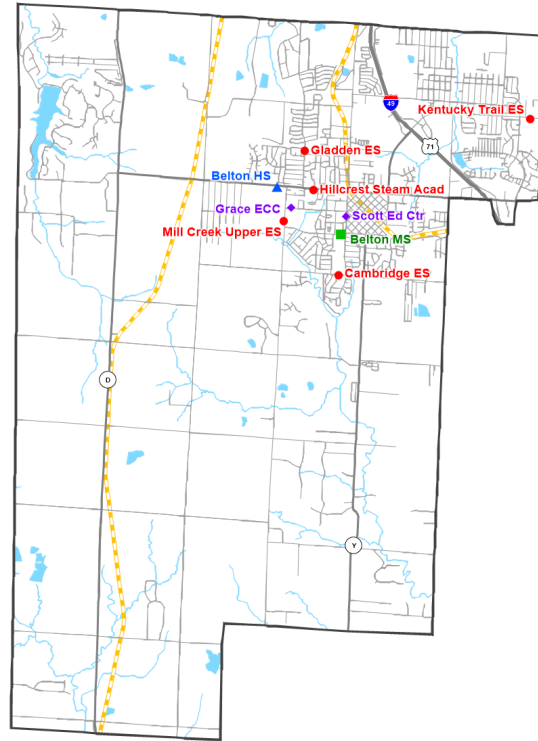 49
Kentucky Trail ES
71
Gladden ES
Belton HS
Hillcrest Steam Acad
Grace ECC
Scott Ed Ctr
Mill Creek Upper ES
Belton MS
Cambridge ES
D
Y